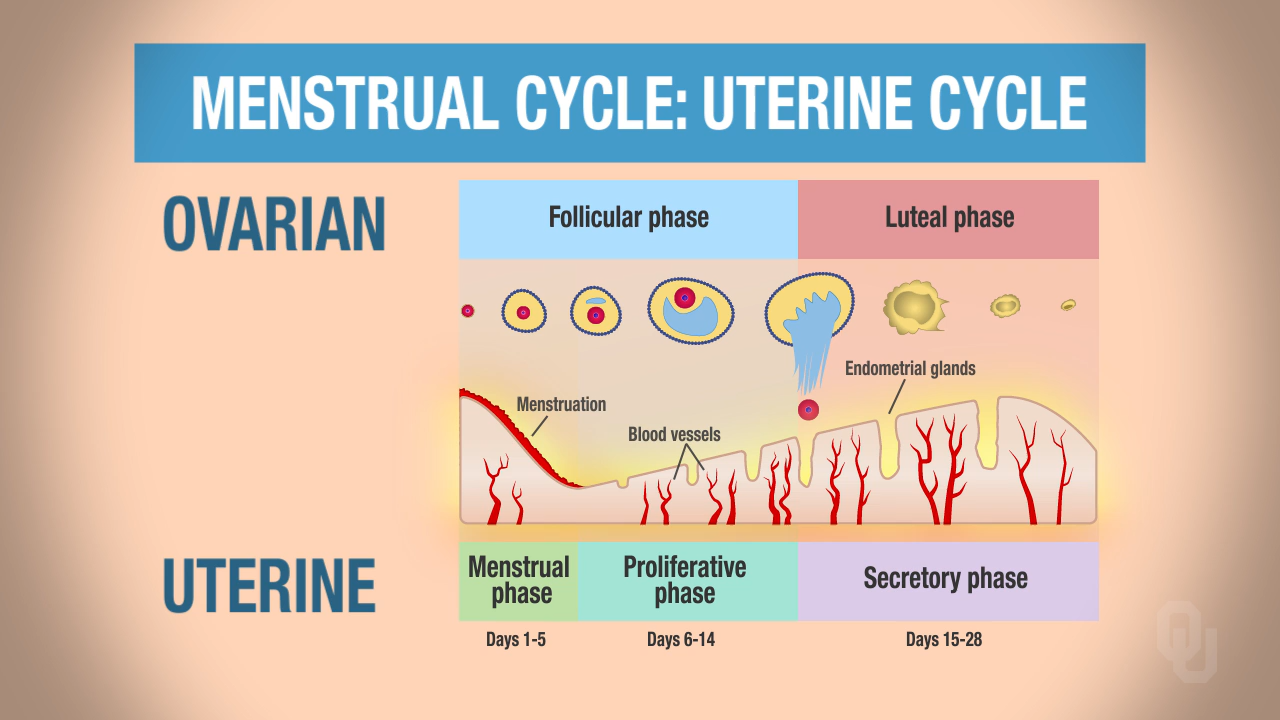 MENSTRUAL CYCLE: UTERINE CYCLE
OVARIAN
Follicular phase
Luteal phase
Endometrial glands
Menstruation
Blood vessels
UTERINE
Menstrual
phase
Proliferative
phase
Secretory phase
Days 1-5
Days 6-14
Days 15-28
OU